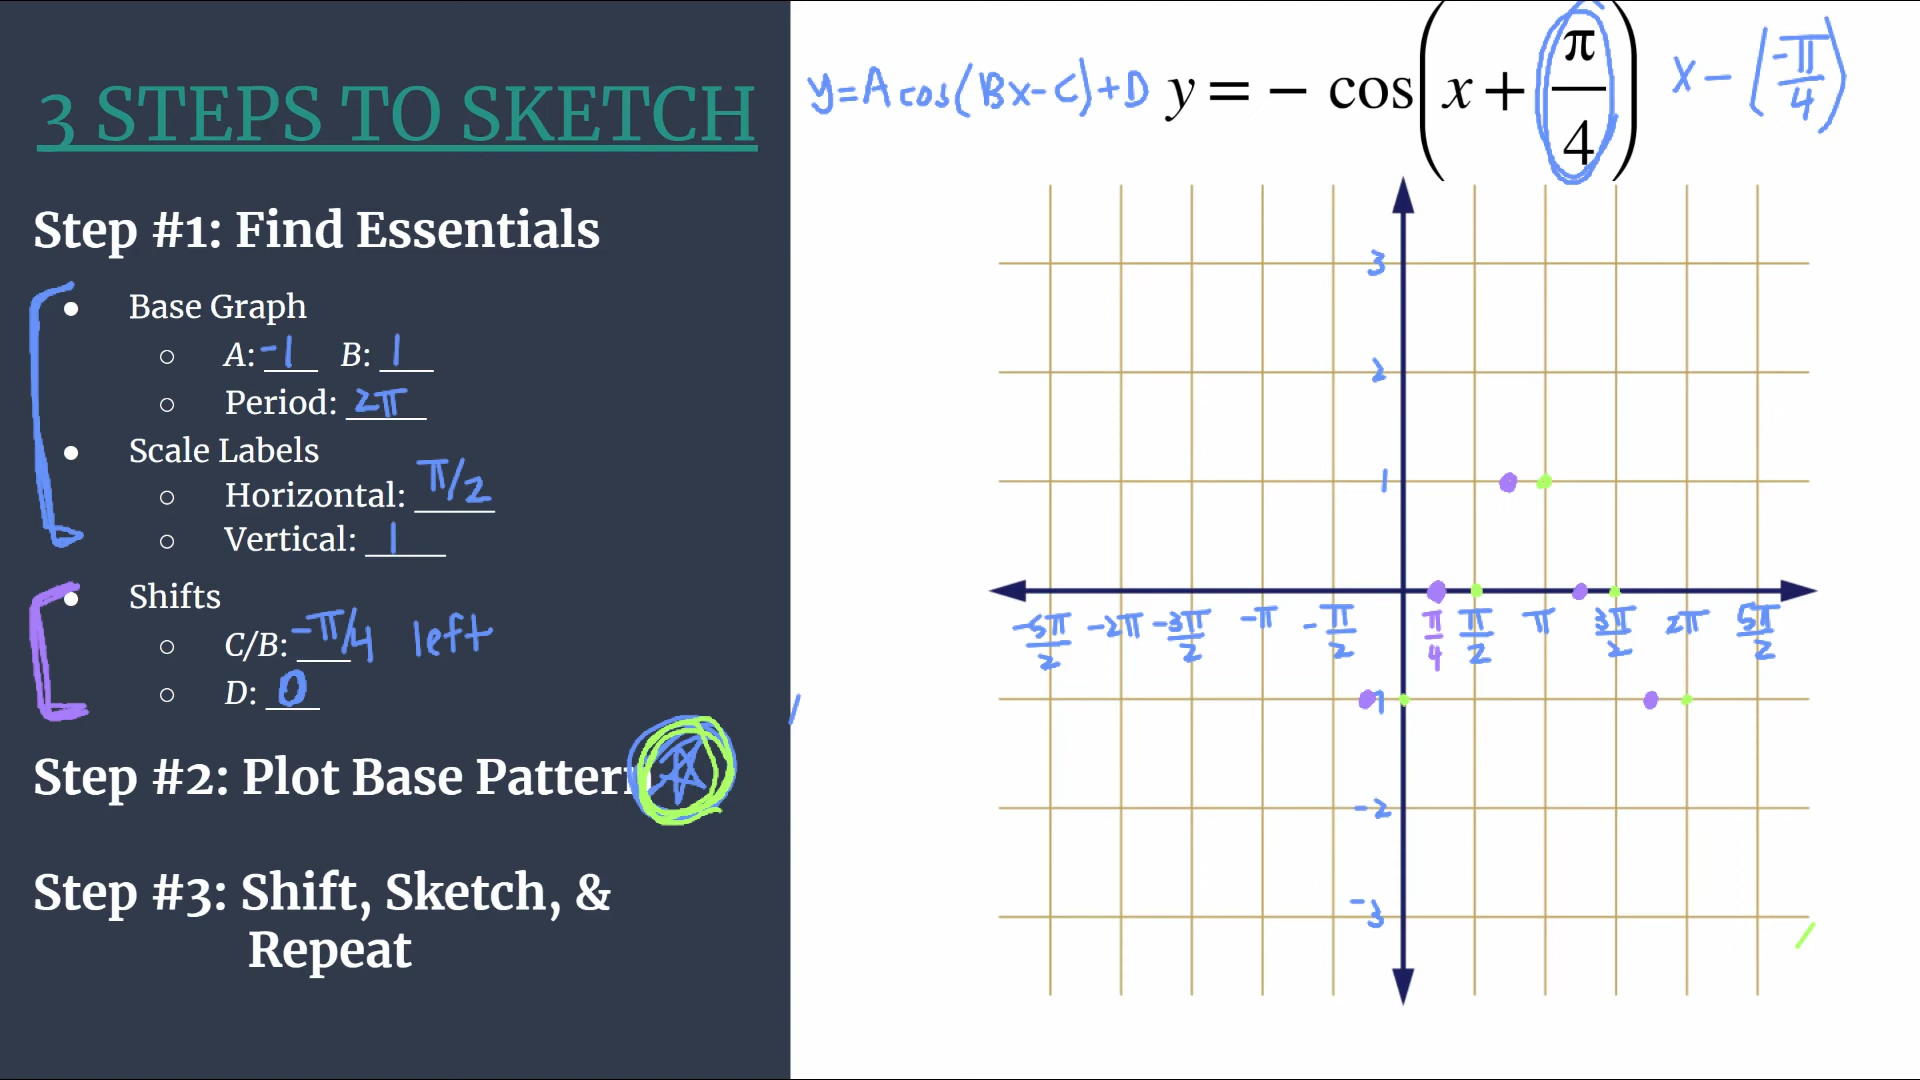 3 STEPS TO SKETCH
Step #1: Find Essentials
● Base Graph
○ A: -1 B: 1
○ Period: 2π
● Scale Labels
○ Horizontal: π/2
○ Vertical: 1
● Shifts
○ C/B: -π/4 left
○ D: 0
Step #2: Plot Base Pattern
Step #3: Shift, Sketch, &
Repeat
y=A cos(Bx-C)+D y = − cos(x + π/4) x - (-π/4)
3
2
1
-5π/2 -2π -3π/2 -π -π/2 π/4 π/2 π 3π/2 2π 5π/2
1
-2
-3